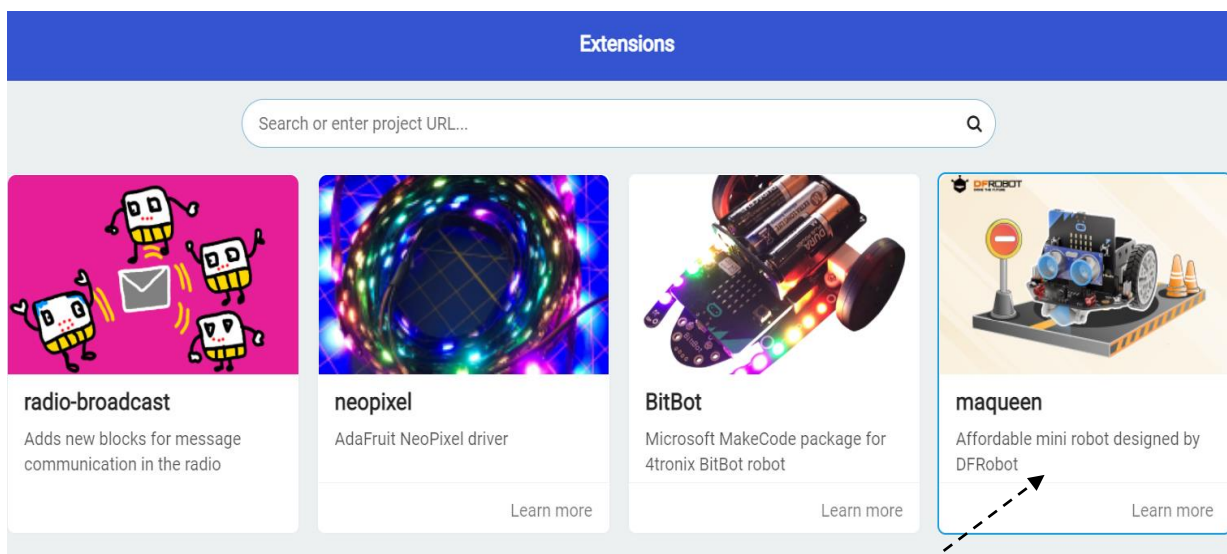 Extensions
Search or enter project URL...
DFROBOT
radio-broadcast
Adds new blocks for message
communication in the radio
neopixel
AdaFruit NeoPixel driver
Learn more
BitBot
Microsoft MakeCode package for
4tronix BitBot robot
Learn more
maqueen
Affordable mini robot designed by
DFRobot
Learn more